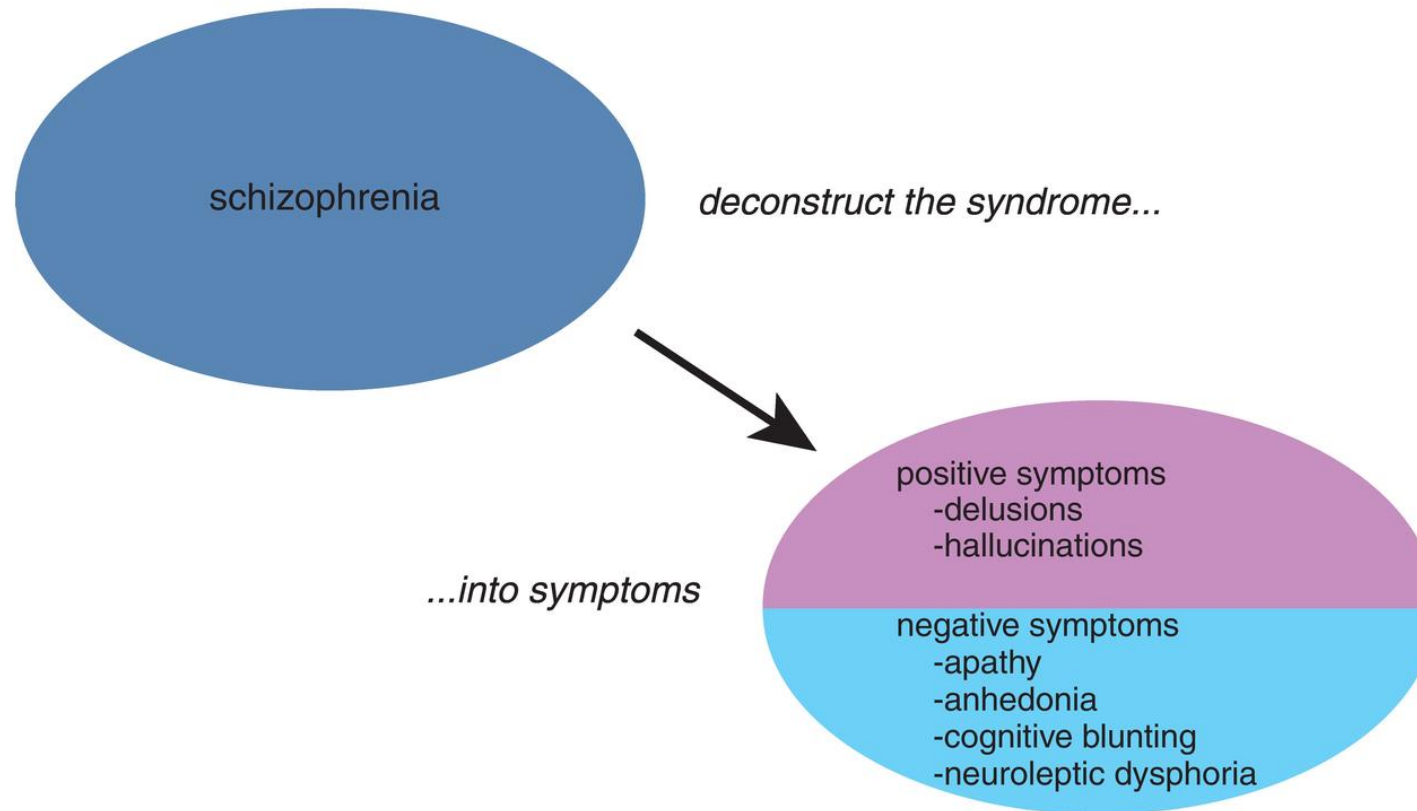 schizophrenia
deconstruct the syndrome...
positive symptoms
-delusions
-hallucinations
...into symptoms
negative symptoms
-apathy
-anhedonia
-cognitive blunting
-neuroleptic dysphoria